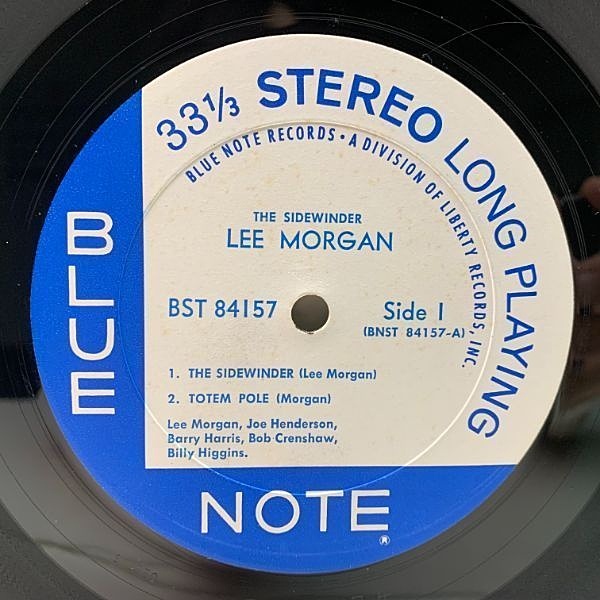 33⅓ STEREO LONG PLAYING
BLUE NOTE RECORDS • A DIVISION OF LIBERTY RECORDS, INC.
THE SIDEWINDER
LEE MORGAN
BST 84157
Side 1
(BNST 84157-A)
1. THE SIDEWINDER (Lee Morgan)
2. TOTEM POLE (Morgan)
Lee Morgan, Joe Henderson,
Barry Harris, Bob Crenshaw,
Billy Higgins.
BLUE
NOTE
®